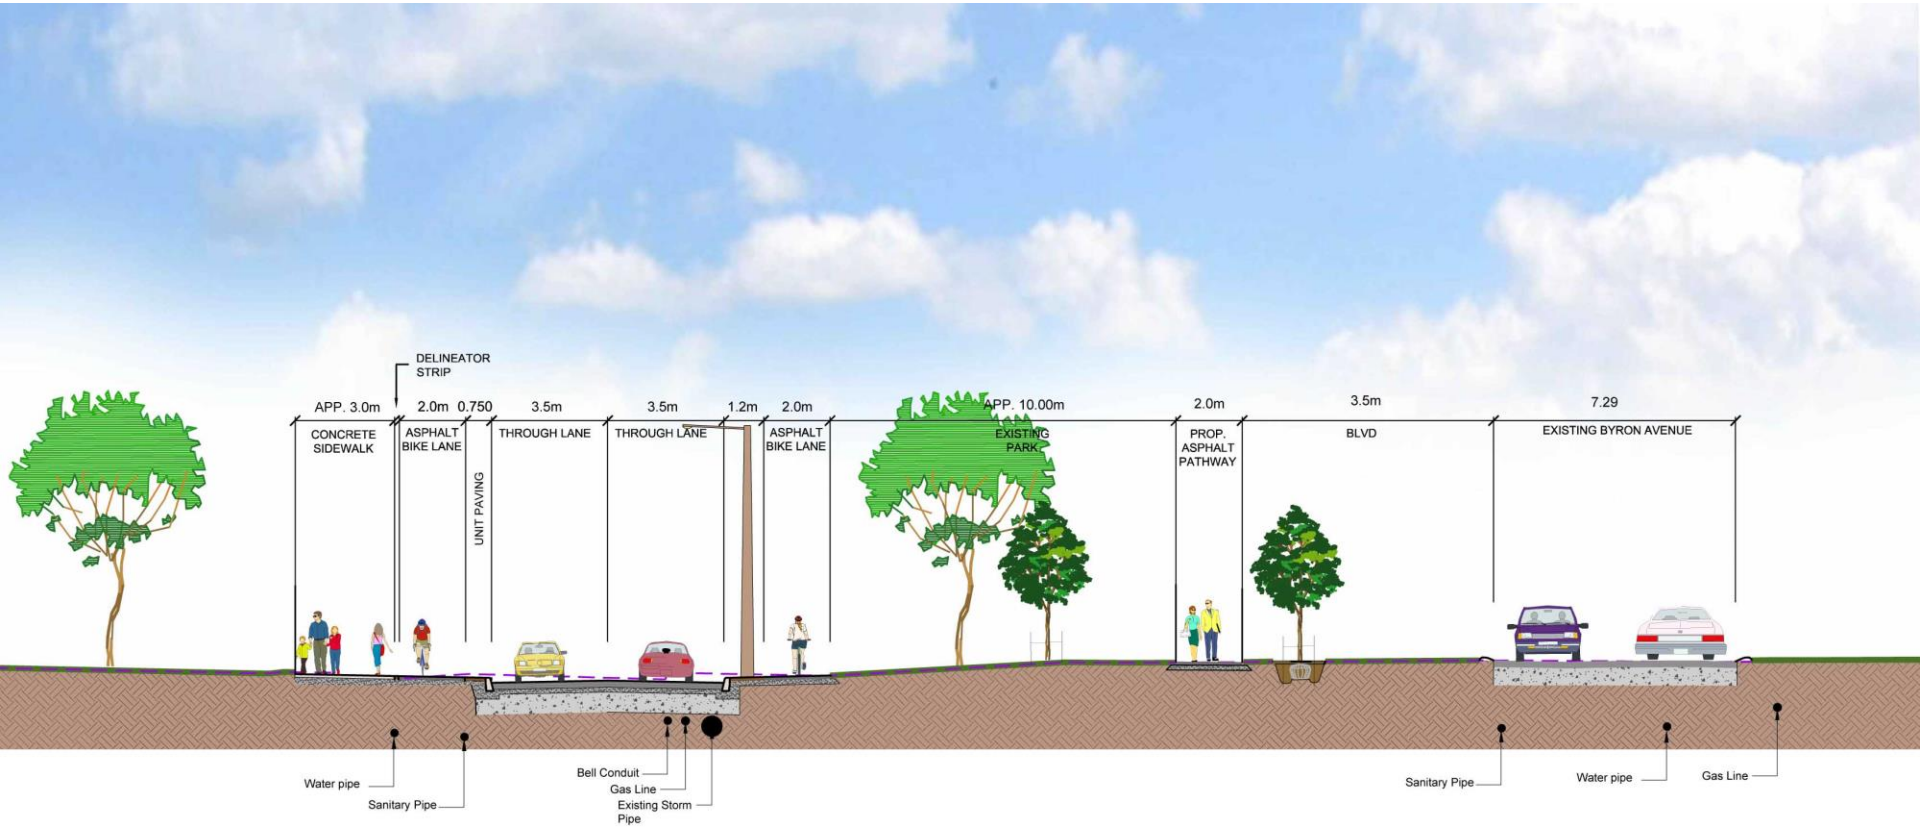 DELINEATOR
STRIP
APP. 3.0m
2.0m
0.750
3.5m
3.5m
1.2m
2.0m
APP. 10.00m
2.0m
3.5m
7.29
CONCRETE
SIDEWALK
ASPHALT
BIKE LANE
UNIT PAVING
THROUGH LANE
THROUGH LANE
ASPHALT
BIKE LANE
EXISTING
PARK
PROP.
ASPHALT
PATHWAY
BLVD
EXISTING BYRON AVENUE
Water pipe
Sanitary Pipe
Bell Conduit
Gas Line
Existing Storm
Pipe
Sanitary Pipe
Water pipe
Gas Line